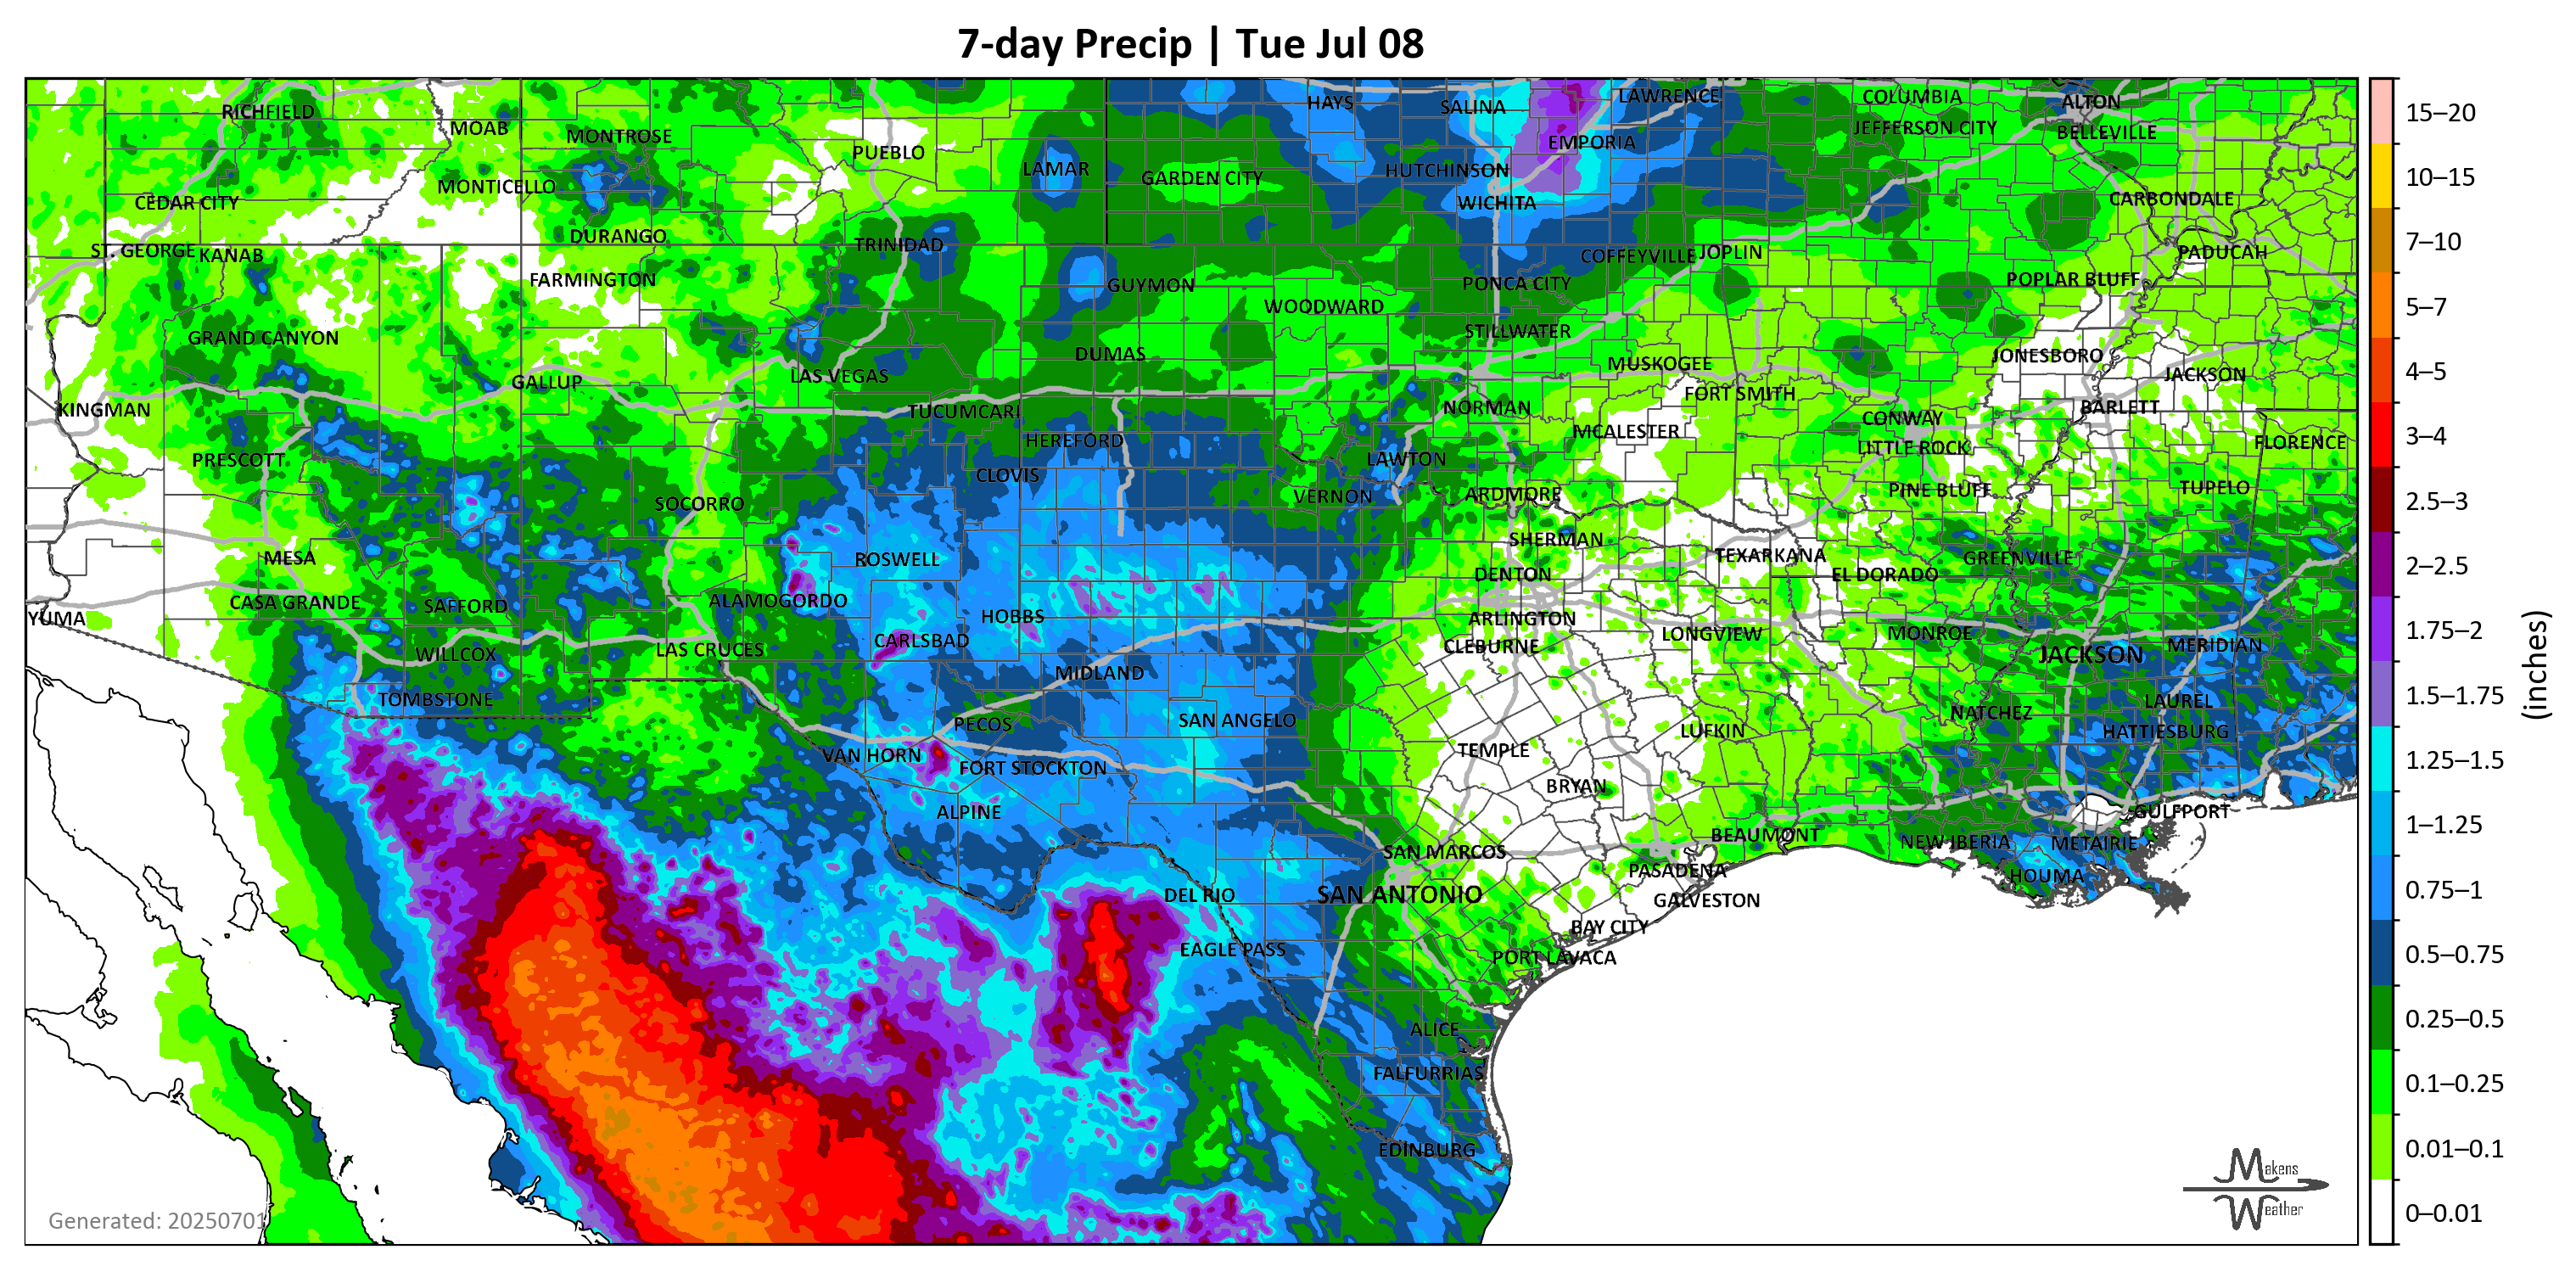 7-day Precip | Tue Jul 08
HAYS
SALINA
LAWRENCE
COLUMBIA
ALTON
RICHFIELD
MOAB
MONTROSE
PUEBLO
EMPORIA
JEFFERSON CITY
BELLEVILLE
LAMAR
GARDEN CITY
HUTCHINSON
MONTICELLO
CEDAR CITY
WICHITA
CARBONDALE
DURANGO
TRINIDAD
ST. GEORGE
KANAB
COFFEYVILLE
JOPLIN
PADUCAH
FARMINGTON
GUYMON
PONCA CITY
POPLAR BLUFF
WOODWARD
GRAND CANYON
STILLWATER
DUMAS
JONESBORO
MUSKOGEE
LAS VEGAS
GALLUP
JACKSON
FORT SMITH
KINGMAN
TUCUMCARI
NORMAN
BARLETT
CONWAY
MCALESTER
HEREFORD
FLORENCE
LITTLE ROCK
PRESCOTT
LAWTON
CLOVIS
TUPELO
PINE BLUFF
VERNON
ARDMORE
SOCORRO
SHERMAN
MESA
ROSWELL
TEXARKANA
GREENVILLE
DENTON
EL DORADO
CASA GRANDE
SAFFORD
ALAMOGORDO
YUMA
HOBBS
ARLINGTON
LONGVIEW
MONROE
CARLSBAD
CLEBURNE
MERIDIAN
WILLCOX
LAS CRUCES
JACKSON
MIDLAND
TOMBSTONE
LAUREL
PECOS
SAN ANGELO
NATCHEZ
LUFKIN
HATTIESBURG
VAN HORN
TEMPLE
FORT STOCKTON
BRYAN
ALPINE
GULFPORT
BEAUMONT
NEW IBERIA
METAIRIE
SAN MARCOS
PASADENA
HOUMA
DEL RIO
SAN ANTONIO
GALVESTON
BAY CITY
EAGLE PASS
PORT LAVACA
ALICE
FALFURRIAS
EDINBURG
Generated: 20250701
Makens
Weather
15–20
10–15
7–10
5–7
4–5
3–4
2.5–3
2–2.5
1.75–2
1.5–1.75
1.25–1.5
1–1.25
0.75–1
0.5–0.75
0.25–0.5
0.1–0.25
0.01–0.1
0–0.01
(inches)